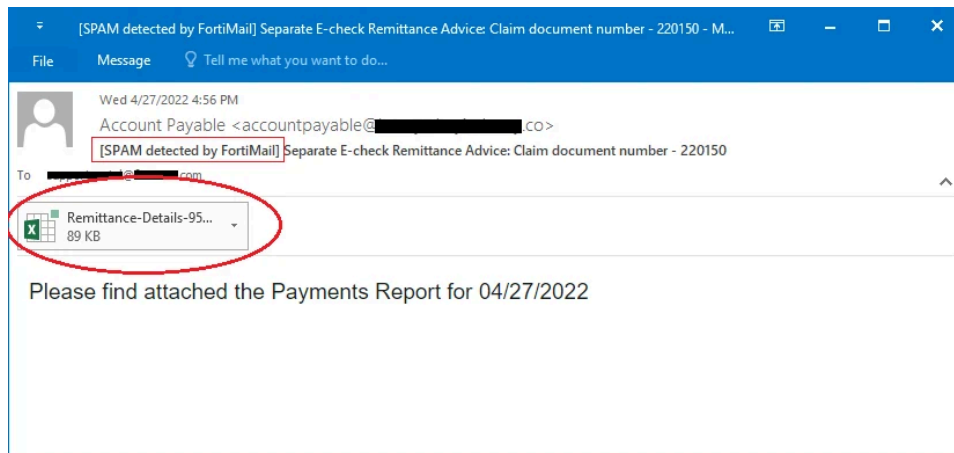 [SPAM detected by FortiMail] Separate E-check Remittance Advice: Claim document number - 220150 - M...
File Message Tell me what you want to do...
Wed 4/27/2022 4:56 PM
Account Payable <accountpayable@ .co>
[SPAM detected by FortiMail] Separate E-check Remittance Advice: Claim document number - 220150
To @ .com
Remittance-Details-95...
89 KB
Please find attached the Payments Report for 04/27/2022